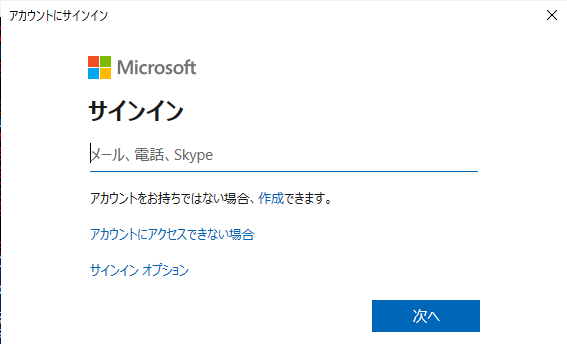 アカウントにサインイン
Microsoft
サインイン
メール、電話、Skype
アカウントをお持ちではない場合、作成できます。
アカウントにアクセスできない場合
サインイン オプション
次へ